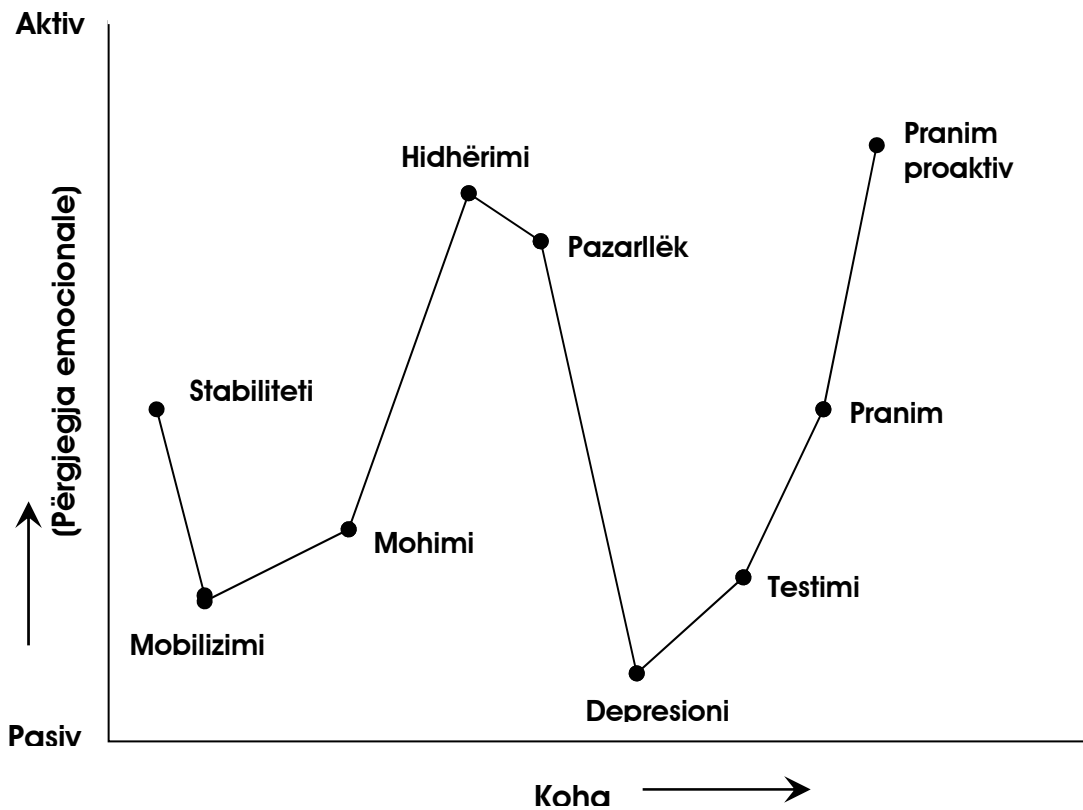 Aktiv
Pranim
proaktiv
Hidhërimi
Pazarllëk
(Përgjegja emocionale)
Stabiliteti
Pranim
Mohimi
Testimi
Mobilizimi
Depresioni
Pasiv
Koha